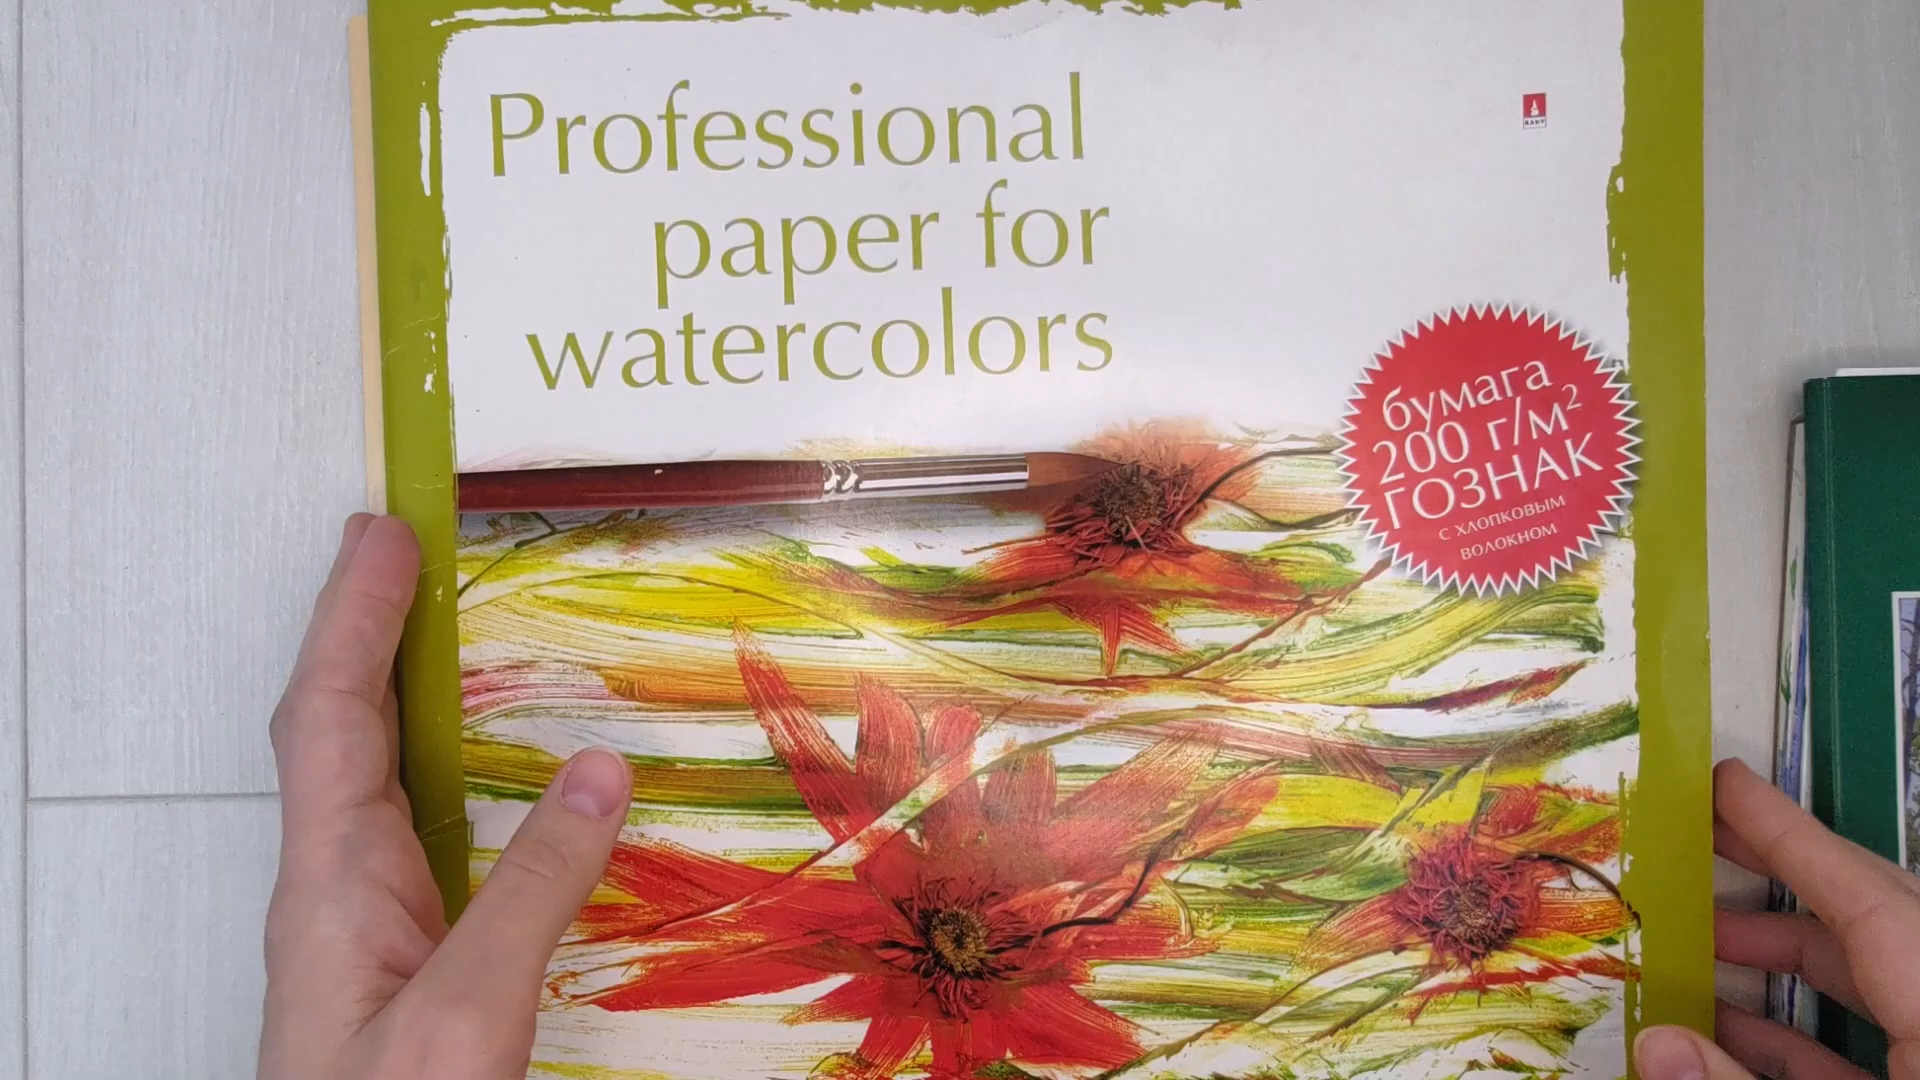 Professional
paper for
watercolors
бумага
200 г/м²
ГОЗНАК
с хлопковым
волокном